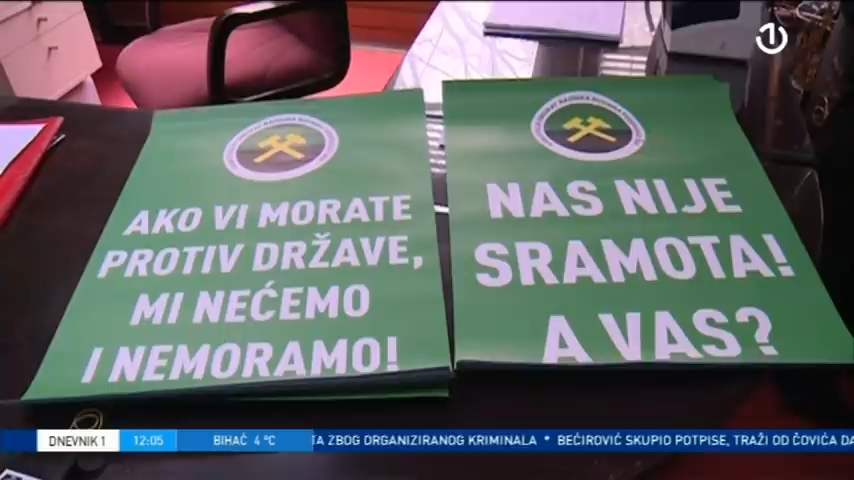 AKO VI MORATE
PROTIV DRŽAVE,
MI NEĆEMO
I NEMORAMO!
NAS NIJE
SRAMOTA!
A VAS?
DNEVNIK 1
12:05
BIHAĆ 4 °C
TA ZBOG ORGANIZIRANOG KRIMINALA * BEĆIROVIĆ SKUPIO POTPISE, TRAŽI OD ČOVIĆA DA